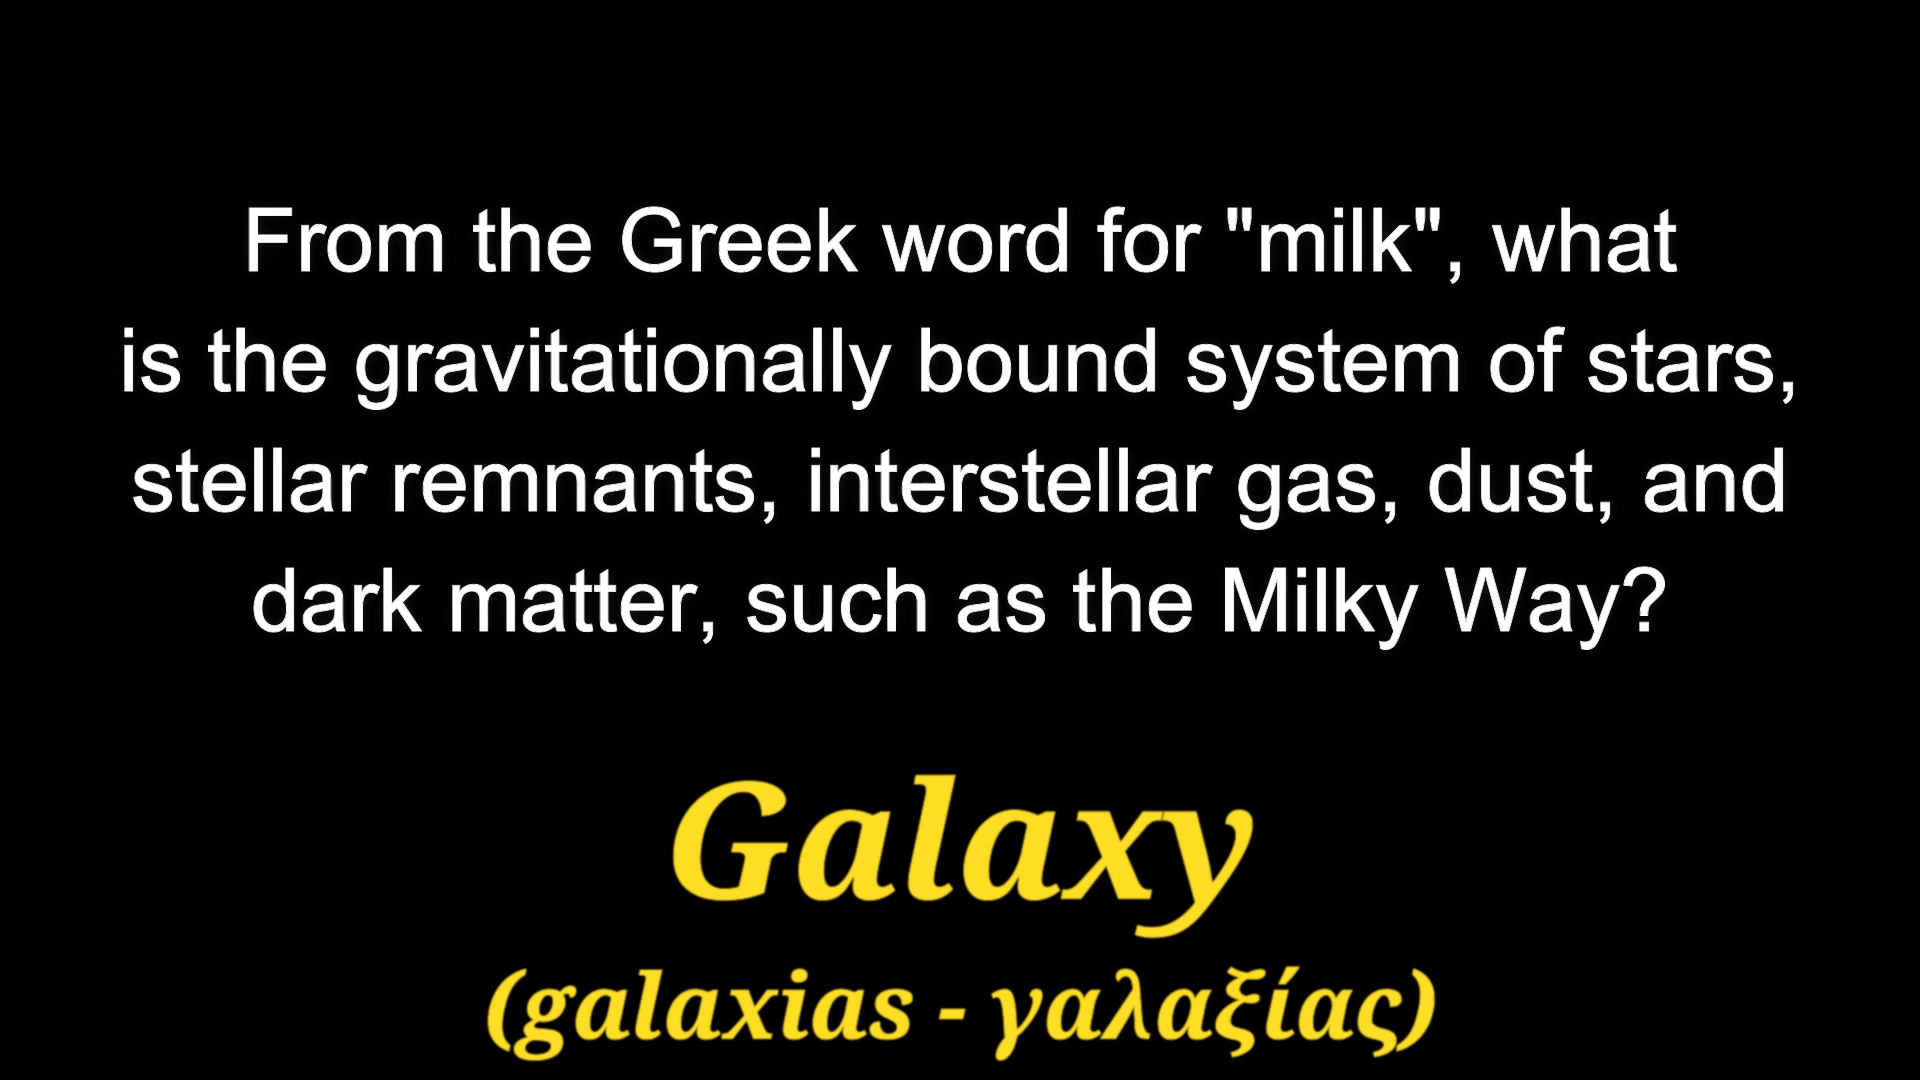 From the Greek word for "milk", what
is the gravitationally bound system of stars,
stellar remnants, interstellar gas, dust, and
dark matter, such as the Milky Way?
Galaxy
(galaxias - γαλαξίας)